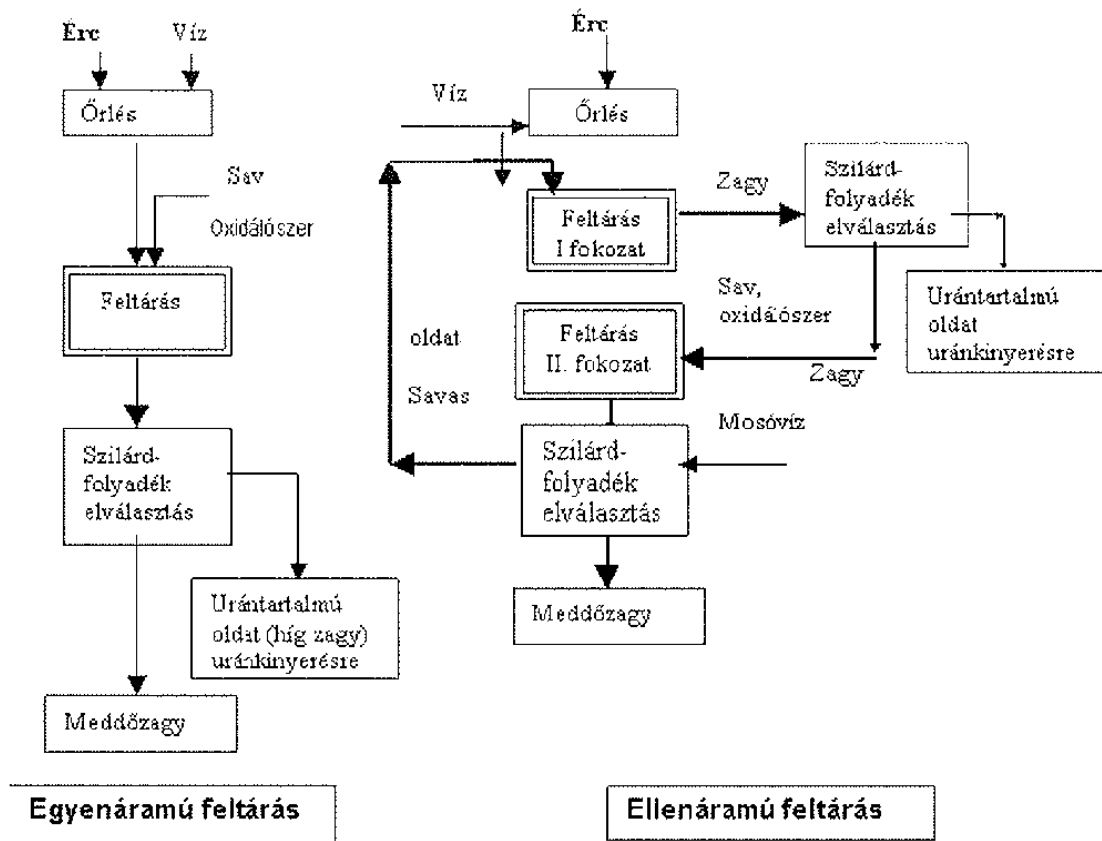 Érc
Víz
Őrlés
Sav
Oxidálószer
Feltárás
Szilárd-
folyadék
elválasztás
Urántartalmú
oldat (híg zagy)
uránkinyerésre
Meddőzagy
Egyenáramú feltárás
Érc
Víz
Őrlés
Feltárás
I fokozat
Zagy
Szilárd-
folyadék
elválasztás
Urántartalmú
oldat
uránkinyerésre
Sav,
oxidálószer
Zagy
Feltárás
II. fokozat
oldat
Savas
Mosóvíz
Szilárd-
folyadék
elválasztás
Meddőzagy
Ellenáramú feltárás